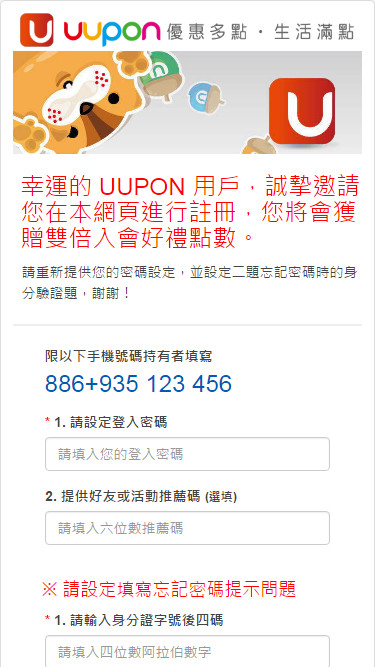 uupon 優惠多點・生活滿點
幸運的 UUPON 用戶，誠摯邀請
您在本網頁進行註冊，您將會獲
贈雙倍入會好禮點數。
請重新提供您的密碼設定，並設定二題忘記密碼時的身
分驗證題，謝謝！
限以下手機號碼持有者填寫
886+935 123 456
* 1. 請設定登入密碼
請填入您的登入密碼
2. 提供好友或活動推薦碼 (選填)
請填入六位數推薦碼
※ 請設定填寫忘記密碼提示問題
* 1. 請輸入身分證字號後四碼
請填入四位數阿拉伯數字